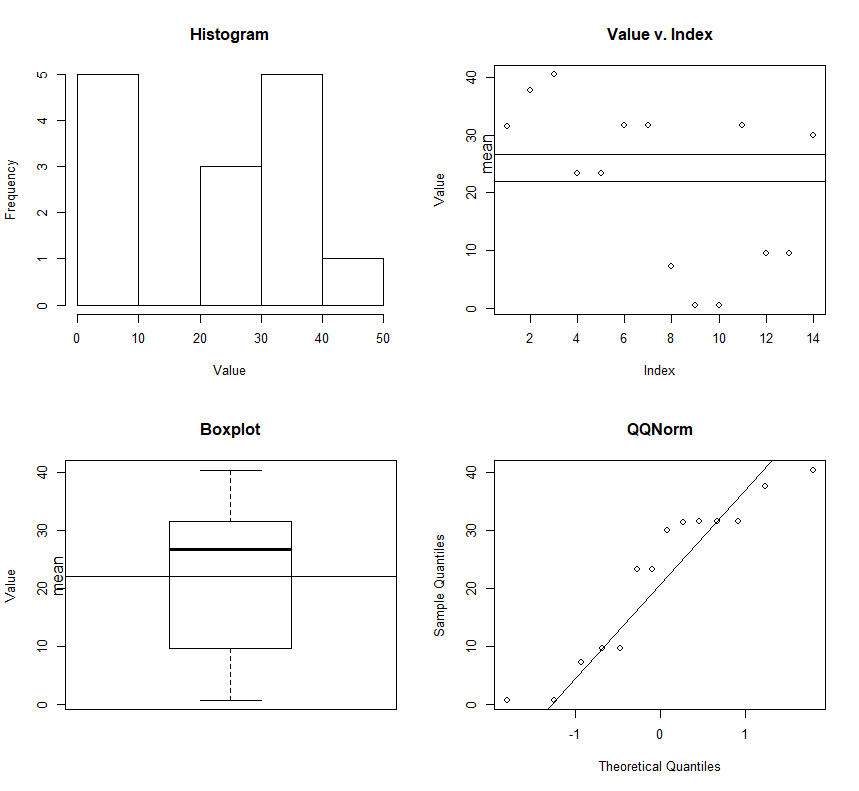 Histogram
Frequency
5
4
3
2
1
0
0 10 20 30 40 50
Value
Value v. Index
Value
mean
40
30
20
10
0
2 4 6 8 10 12 14
Index
Boxplot
Value
mean
40
30
20
10
0
QQNorm
Sample Quantiles
40
30
20
10
0
-1 0 1
Theoretical Quantiles